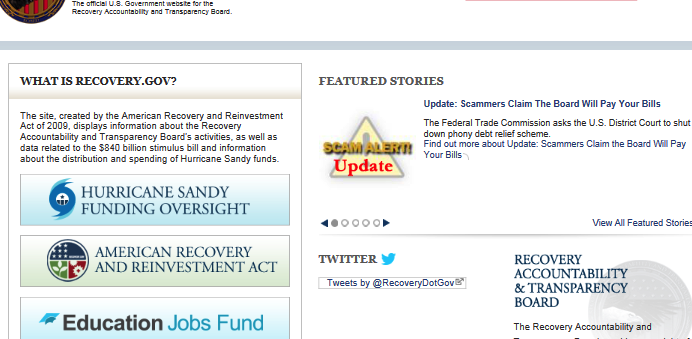 The official U.S. Government website for the
Recovery Accountability and Transparency Board.
WHAT IS RECOVERY.GOV?
The site, created by the American Recovery and Reinvestment
Act of 2009, displays information about the Recovery
Accountability and Transparency Board's activities, as well as
data related to the $840 billion stimulus bill and information
about the distribution and spending of Hurricane Sandy funds.
HURRICANE SANDY
FUNDING OVERSIGHT
AMERICAN RECOVERY
AND REINVESTMENT ACT
Education Jobs Fund
FEATURED STORIES
SCAM ALERT!
Update
Update: Scammers Claim The Board Will Pay Your Bills
The Federal Trade Commission asks the U.S. District Court to shut
down phony debt relief scheme.
Find out more about Update: Scammers Claim the Board Will Pay
Your Bills
View All Featured Stories
TWITTER
Tweets by @RecoveryDotGov
RECOVERY
ACCOUNTABILITY
& TRANSPARENCY
BOARD
The Recovery Accountability and